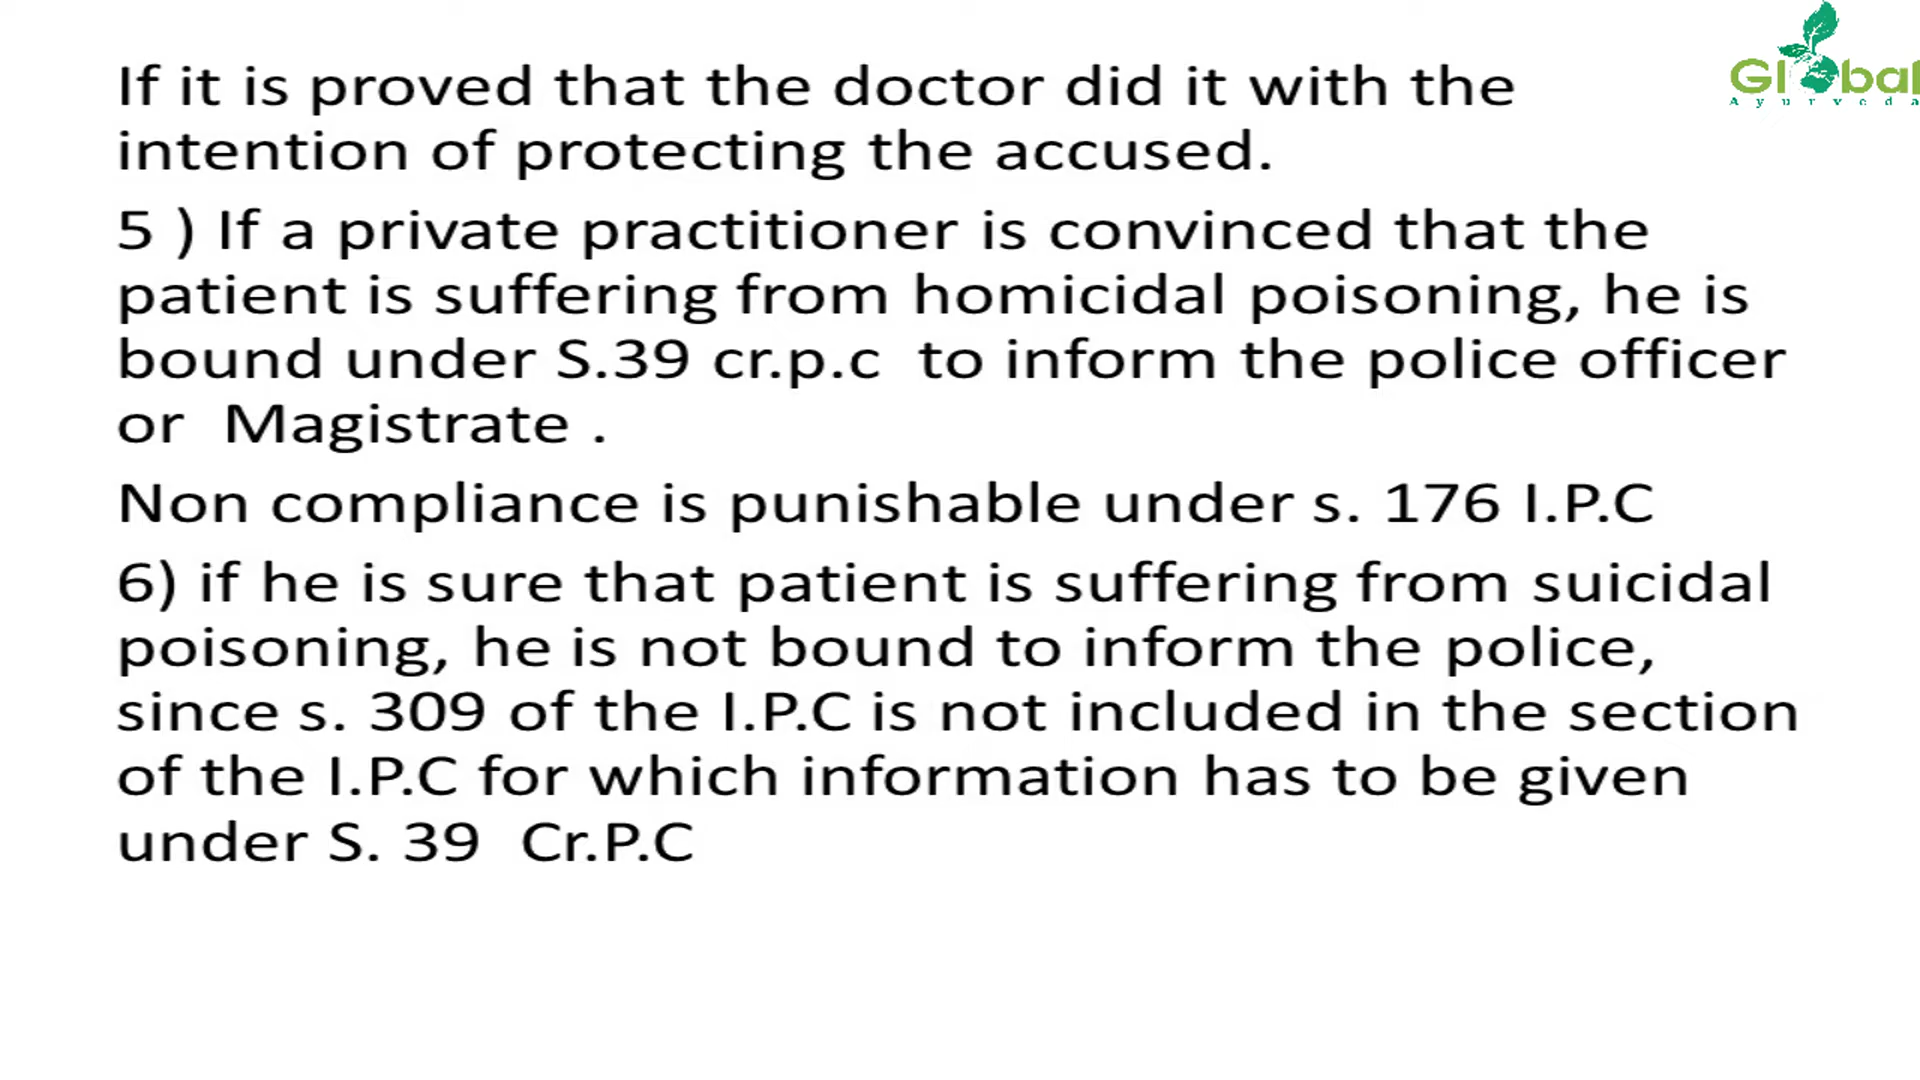 Global
Ayurveda
If it is proved that the doctor did it with the
intention of protecting the accused.
5 ) If a private practitioner is convinced that the
patient is suffering from homicidal poisoning, he is
bound under S.39 cr.p.c to inform the police officer
or Magistrate .
Non compliance is punishable under s. 176 I.P.C
6) if he is sure that patient is suffering from suicidal
poisoning, he is not bound to inform the police,
since s. 309 of the I.P.C is not included in the section
of the I.P.C for which information has to be given
under S. 39 Cr.P.C